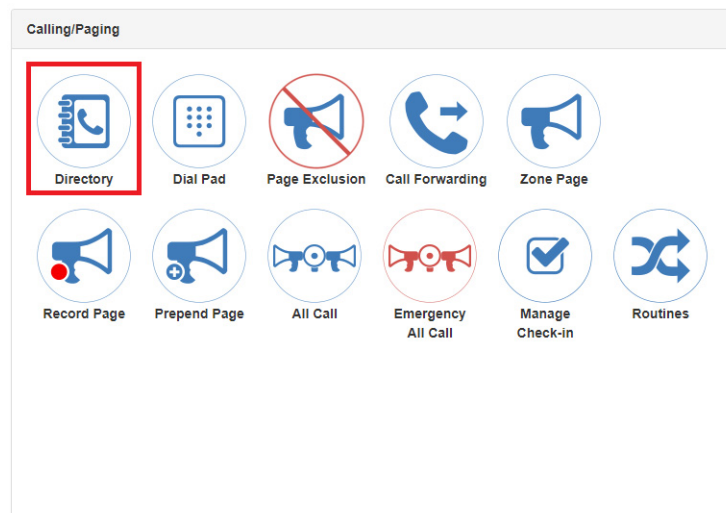 Calling/Paging
Directory
Dial Pad
Page Exclusion
Call Forwarding
Zone Page
Record Page
Prepend Page
All Call
Emergency
All Call
Manage
Check-in
Routines